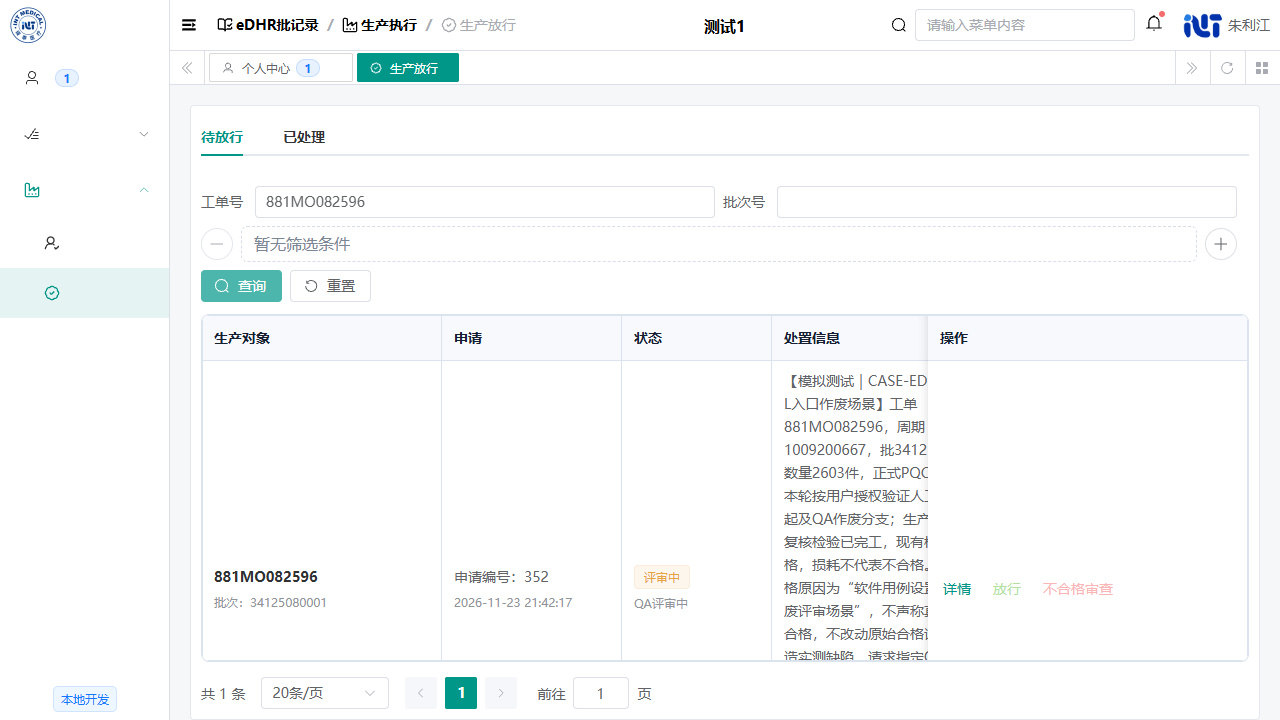 eDHR批记录 / 生产执行 / 生产放行
测试1
请输入菜单内容
朱利江
1
个人中心 1
生产放行
待放行
已处理
工单号 881MO082596 批次号
暂无筛选条件
查询 重置
生产对象 申请 状态 处置信息 操作
【模拟测试 | CASE-ED
L入口作废场景】工单
881MO082596，周期
1009200667，批3412
数量2603件，正式PQC
本轮按用户授权验证人
起及QA作废分支；生产
复核检验已完工，现有
格，损耗不代表不合格。
格原因为“软件用例设置
废评审场景”，不声称
合格，不改动原始合格
造实测缺陷，请求指定
881MO082596
批次：34125080001
申请编号：352
2026-11-23 21:42:17
评审中
QA评审中
详情 放行 不合格审查
共 1 条 20条/页 1 前往 1 页
本地开发